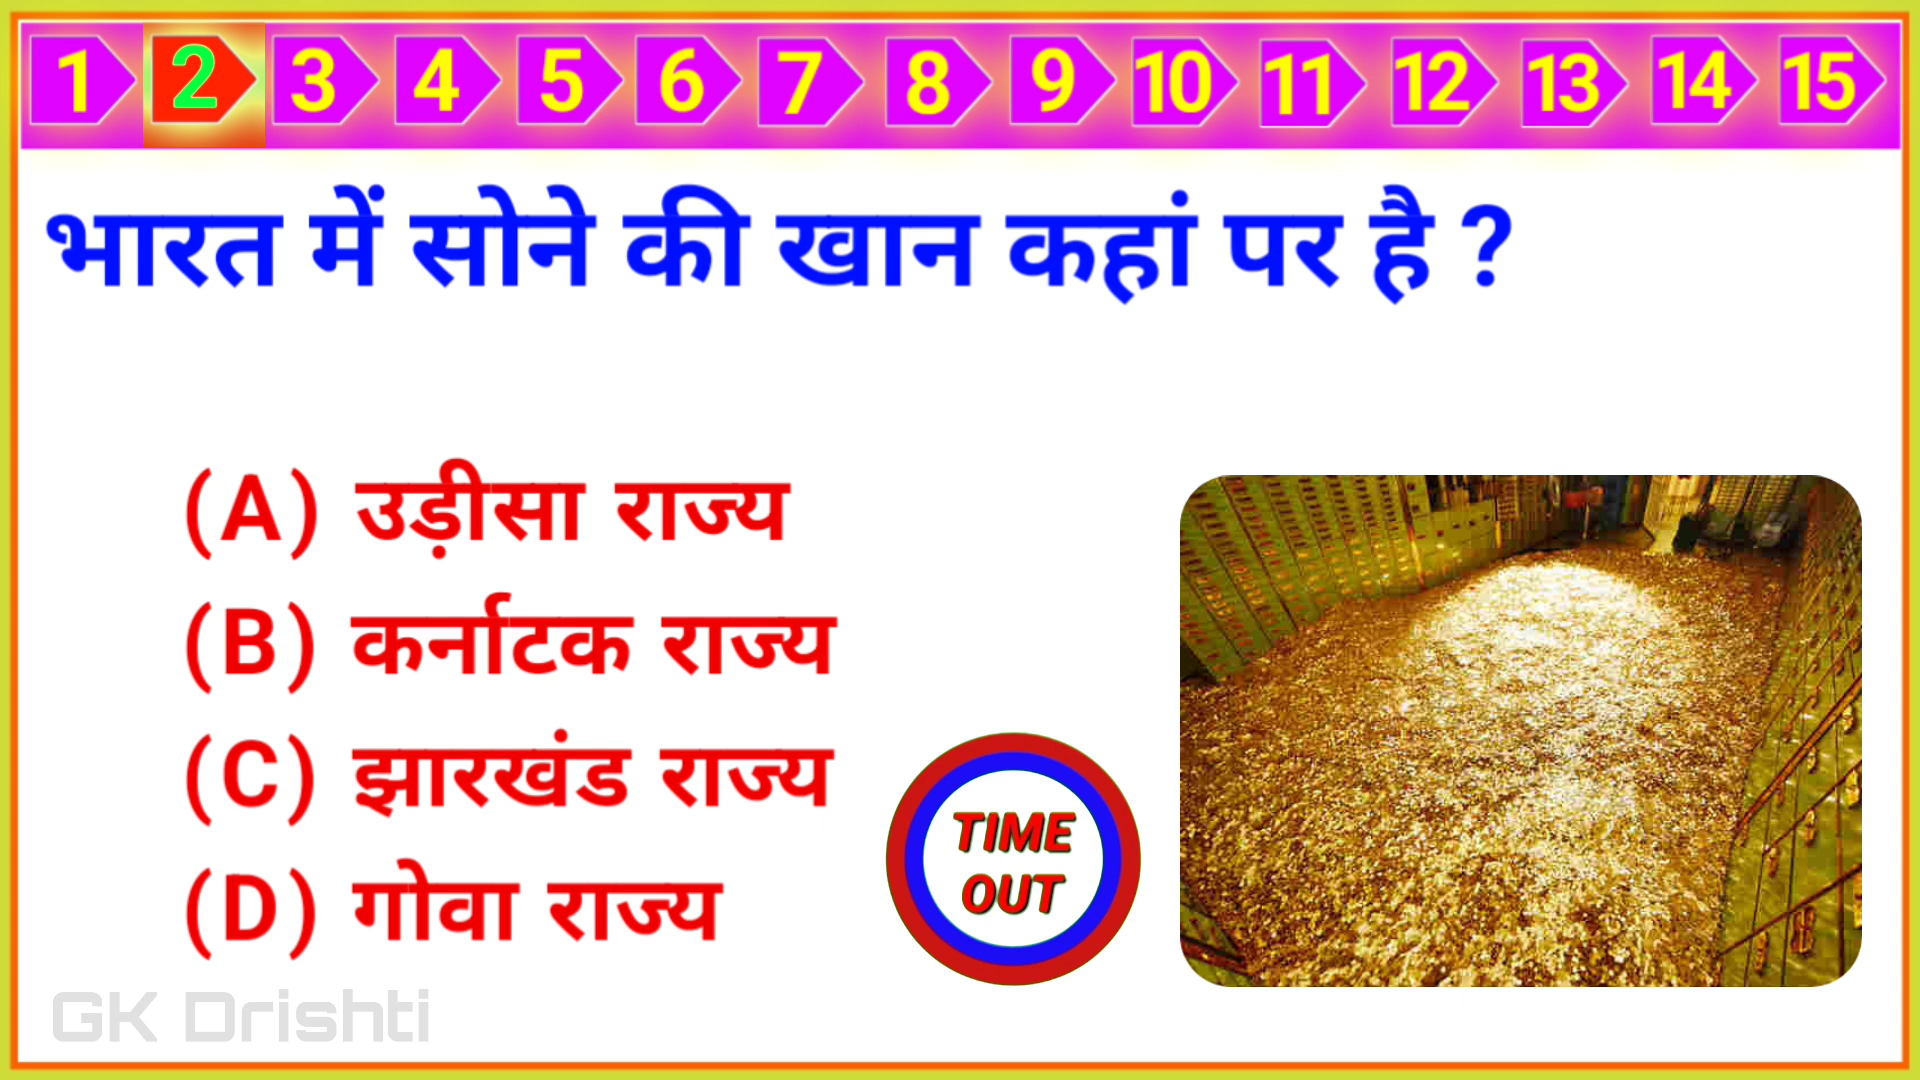 1 2 3 4 5 6 7 8 9 10 11 12 13 14 15
भारत में सोने की खान कहां पर है ?
(A) उड़ीसा राज्य
(B) कर्नाटक राज्य
(C) झारखंड राज्य
(D) गोवा राज्य
TIME
OUT
GK Drishti